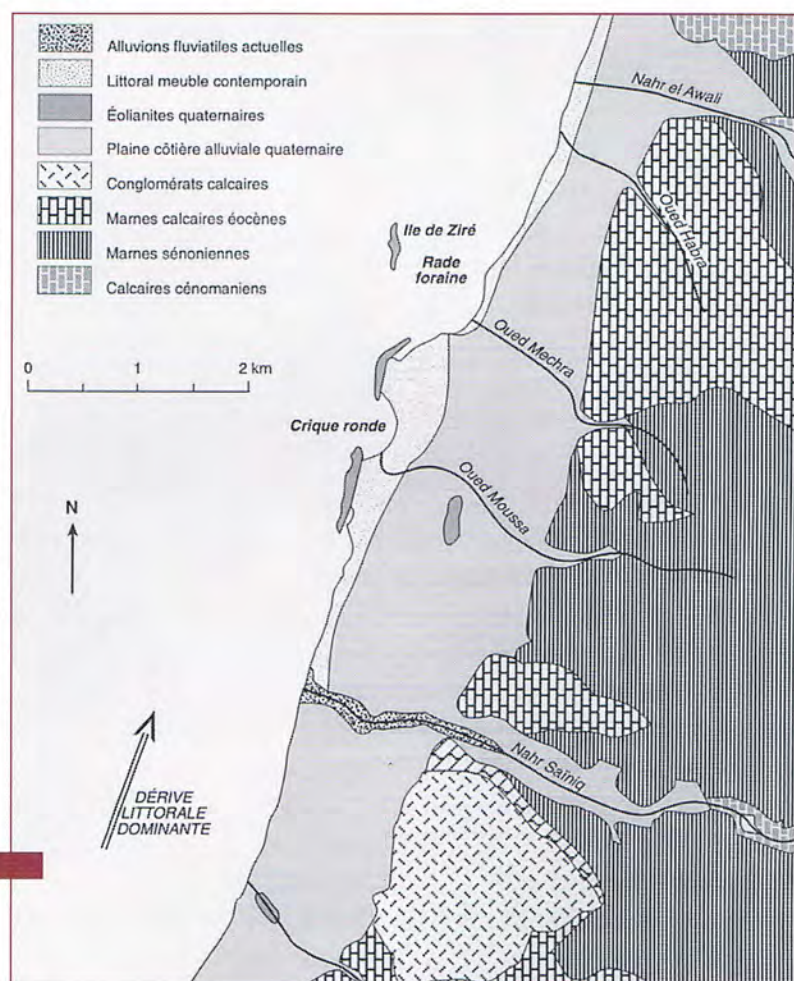 Alluvions fluviatiles actuelles
Littoral meuble contemporain
Éolianites quaternaires
Plaine côtière alluviale quaternaire
Conglomérats calcaires
Marnes calcaires éocènes
Marnes sénoniennes
Calcaires cénomaniens
0 1 2 km
Nahr el Awali
Oued Habra
Ile de Ziré
Rade
foraine
Oued Mechra
Crique ronde
Oued Moussa
N
Nahr Saïniq
DÉRIVE
LITTORALE
DOMINANTE